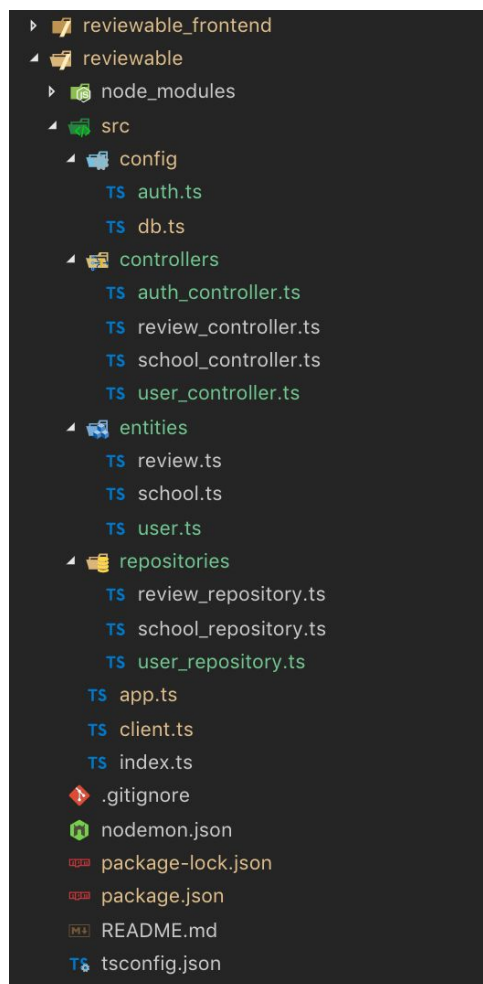 reviewable_frontend
reviewable
node_modules
src
config
TS auth.ts
TS db.ts
controllers
TS auth_controller.ts
TS review_controller.ts
TS school_controller.ts
TS user_controller.ts
entities
TS review.ts
TS school.ts
TS user.ts
repositories
TS review_repository.ts
TS school_repository.ts
TS user_repository.ts
TS app.ts
TS client.ts
TS index.ts
.gitignore
nodemon.json
package-lock.json
package.json
M README.md
TS tsconfig.json